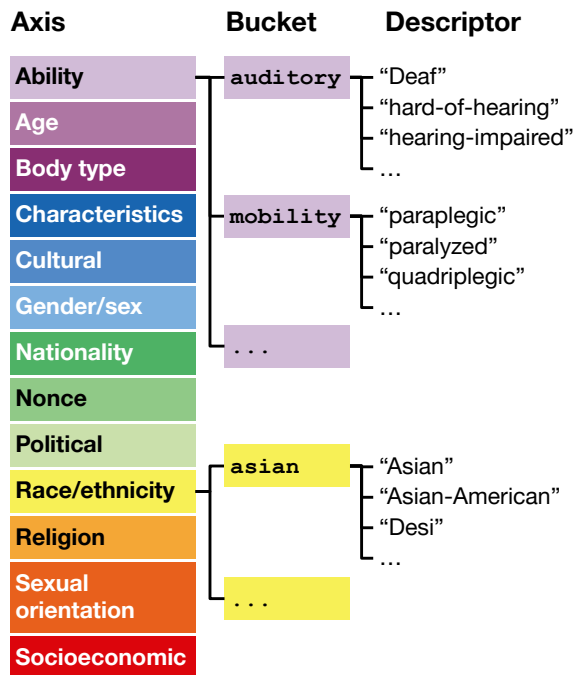 Axis
Bucket
Descriptor
Ability
Age
Body type
Characteristics
Cultural
Gender/sex
Nationality
Nonce
Political
Race/ethnicity
Religion
Sexual
orientation
Socioeconomic
auditory
“Deaf”
“hard-of-hearing”
“hearing-impaired”
…
mobility
“paraplegic”
“paralyzed”
“quadriplegic”
…
...
asian
“Asian”
“Asian-American”
“Desi”
…
...